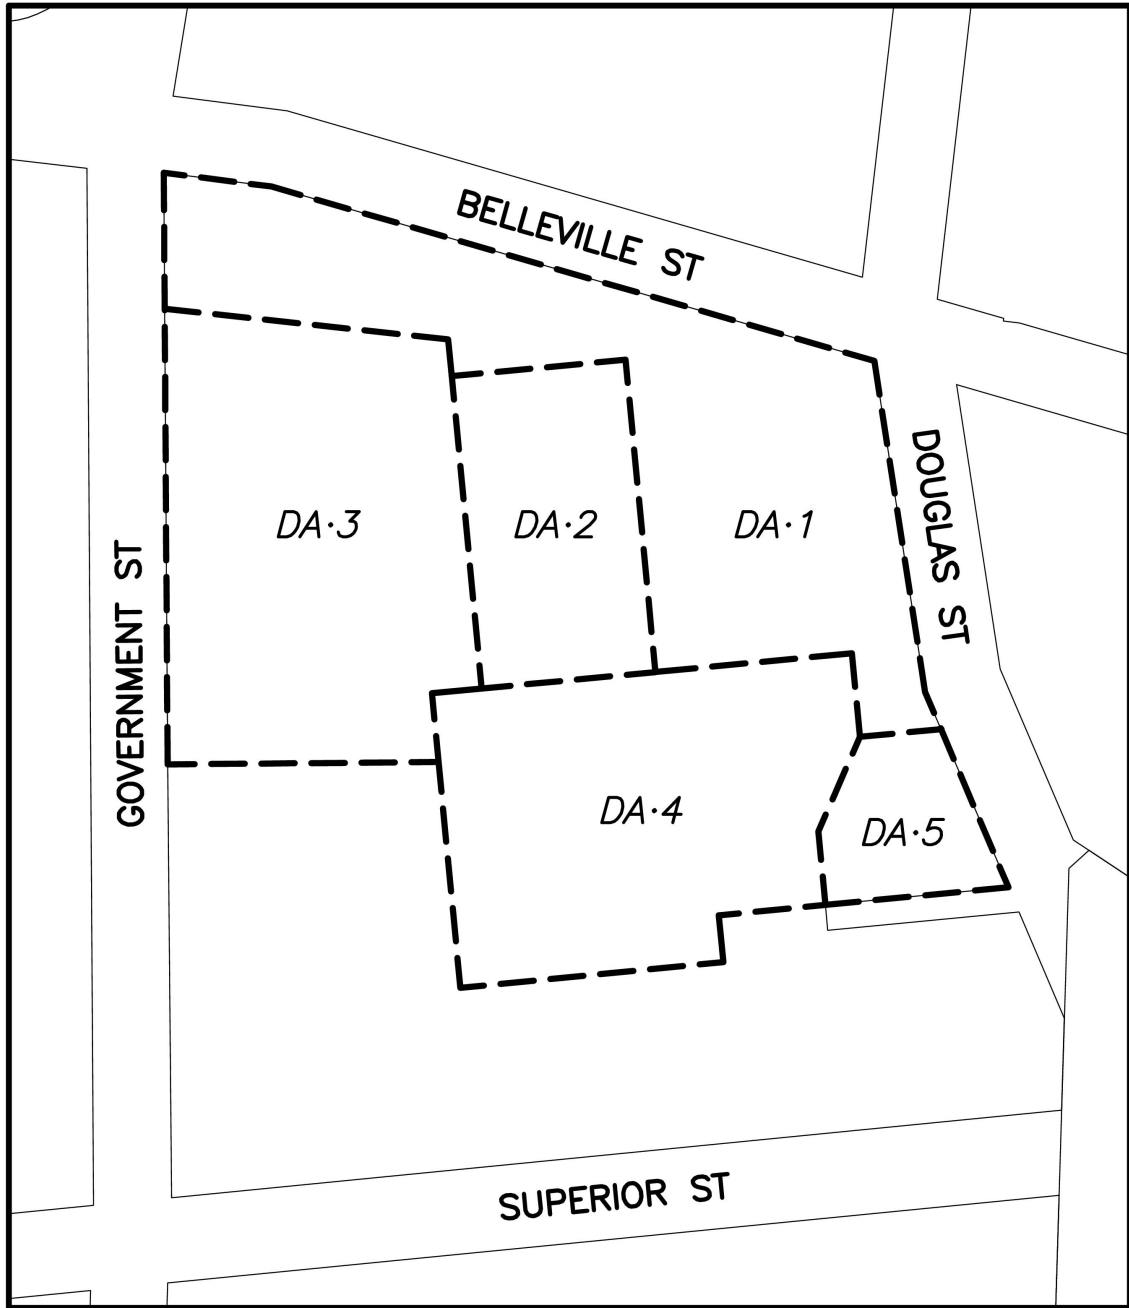 BELLEVILLE ST
DA·3
DA·2
DA·1
DOUGLAS ST
GOVERNMENT ST
DA·4
DA·5
SUPERIOR ST